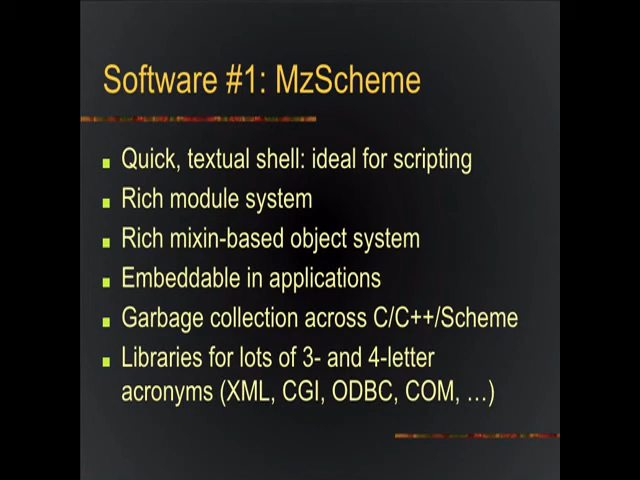 Software #1: MzScheme
Quick, textual shell: ideal for scripting
Rich module system
Rich mixin-based object system
Embeddable in applications
Garbage collection across C/C++/Scheme
Libraries for lots of 3- and 4-letter
acronyms (XML, CGI, ODBC, COM, …)